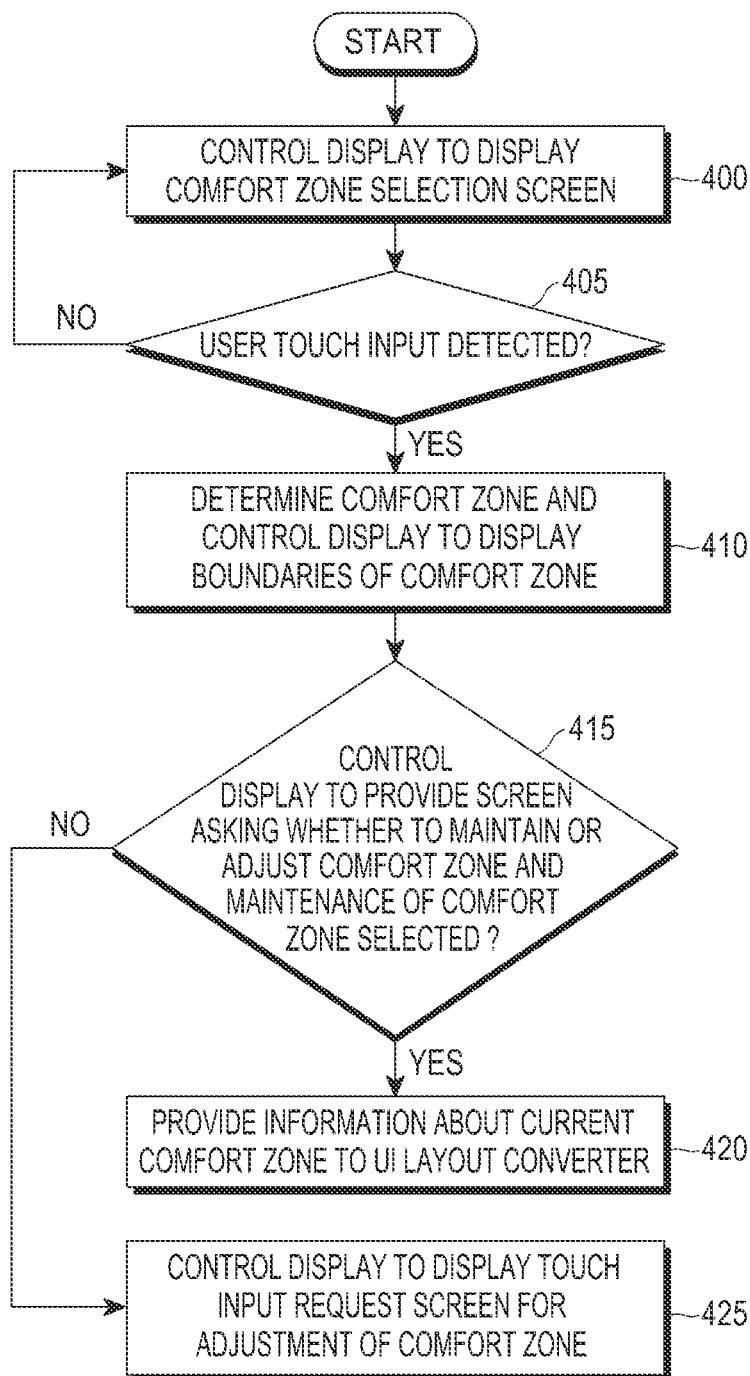 START
CONTROL DISPLAY TO DISPLAY
COMFORT ZONE SELECTION SCREEN
400
405
NO
USER TOUCH INPUT DETECTED?
YES
DETERMINE COMFORT ZONE AND
CONTROL DISPLAY TO DISPLAY
BOUNDARIES OF COMFORT ZONE
410
415
CONTROL
DISPLAY TO PROVIDE SCREEN
NO
ASKING WHETHER TO MAINTAIN OR
ADJUST COMFORT ZONE AND
MAINTENANCE OF COMFORT
ZONE SELECTED ?
YES
PROVIDE INFORMATION ABOUT CURRENT
COMFORT ZONE TO UI LAYOUT CONVERTER
420
CONTROL DISPLAY TO DISPLAY TOUCH
INPUT REQUEST SCREEN FOR
ADJUSTMENT OF COMFORT ZONE
425